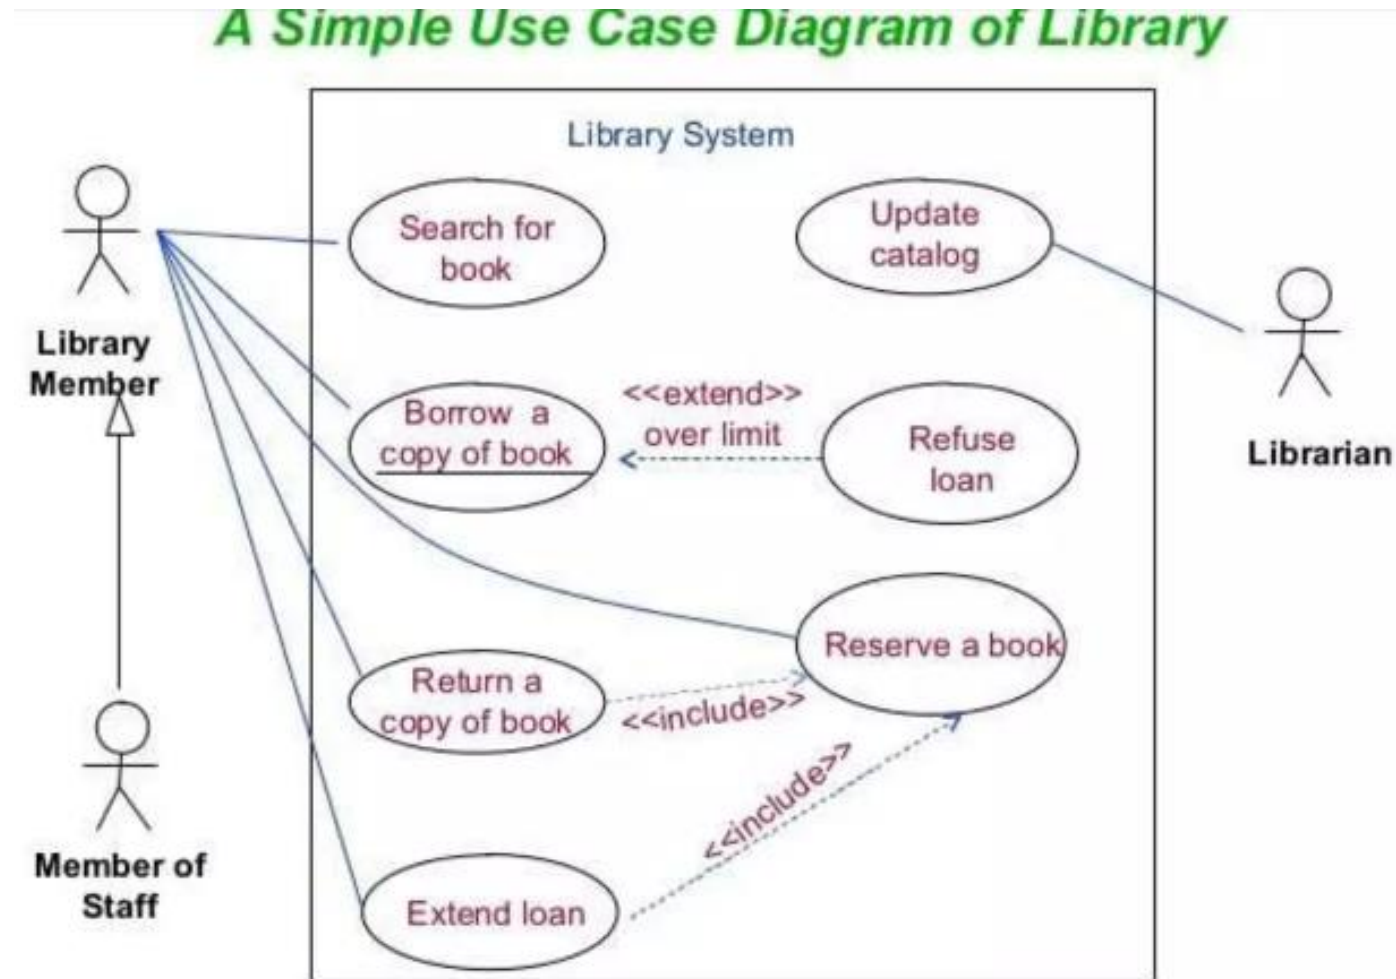 A Simple Use Case Diagram of Library
Library System
Search for
book
Update
catalog
Library
Member
Borrow a
copy of book
<<extend>>
over limit
Refuse
loan
Librarian
Reserve a book
Return a
copy of book
<<include>>
<<include>>
Member of
Staff
Extend loan